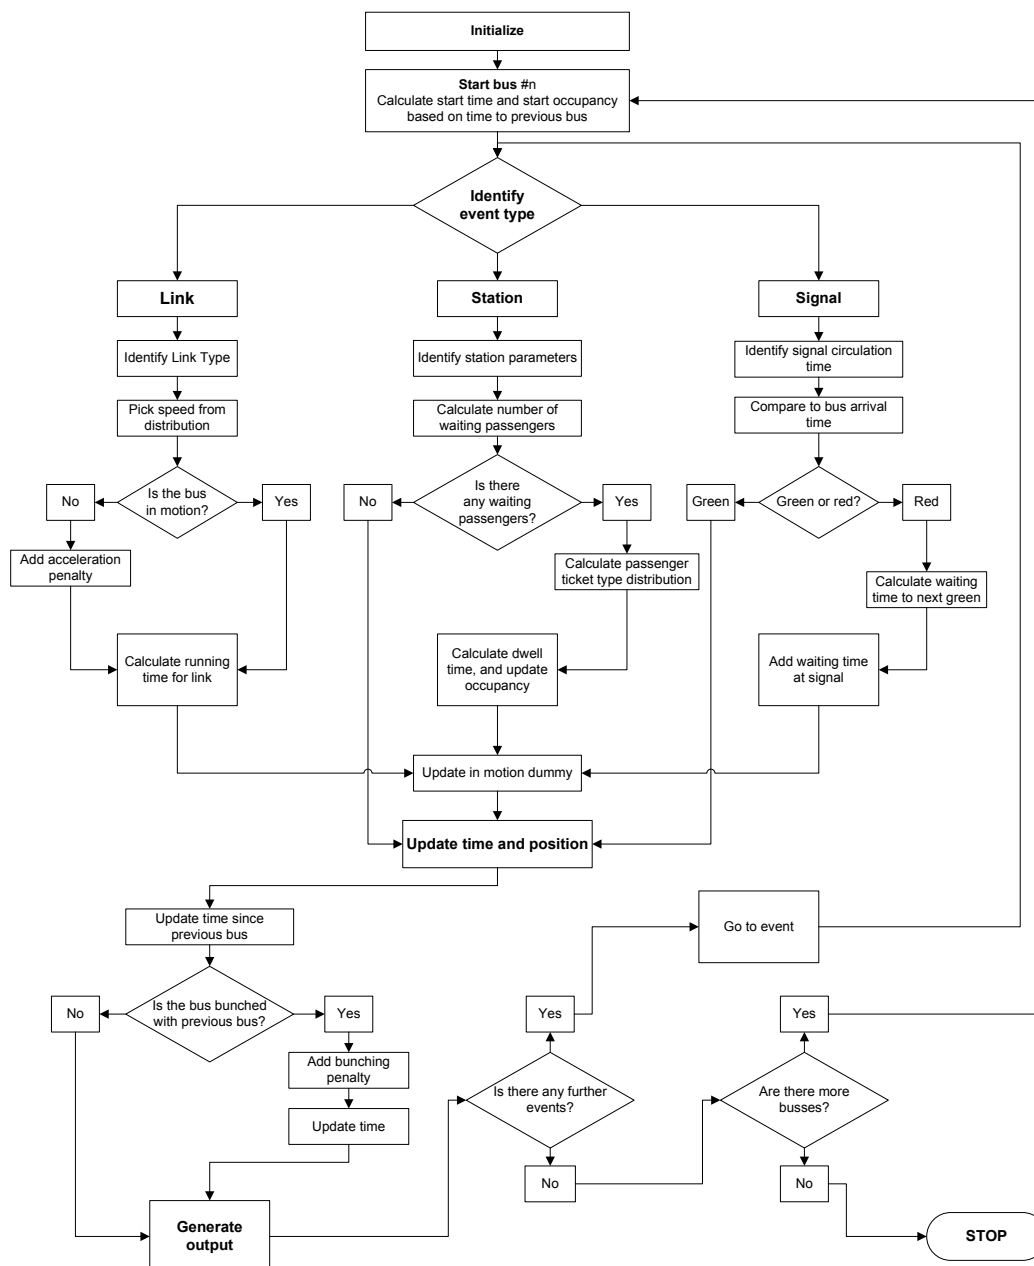 Initialize
Start bus #n
Calculate start time and start occupancy
based on time to previous bus
Identify
event type
Link
Station
Signal
Identify Link Type
Identify station parameters
Identify signal circulation
time
Pick speed from
distribution
Calculate number of
waiting passengers
Compare to bus arrival
time
No
Is the bus
in motion?
Yes
No
Is there
any waiting
passengers?
Yes
Green
Green or red?
Red
Add acceleration
penalty
Calculate passenger
ticket type distribution
Calculate waiting
time to next green
Calculate running
time for link
Calculate dwell
time, and update
occupancy
Add waiting time
at signal
Update in motion dummy
Update time and position
Update time since
previous bus
Go to event
No
Is the bus bunched
with previous bus?
Yes
Yes
Yes
Add bunching
penalty
Is there any further
events?
Are there more
busses?
Update time
No
No
Generate
output
STOP